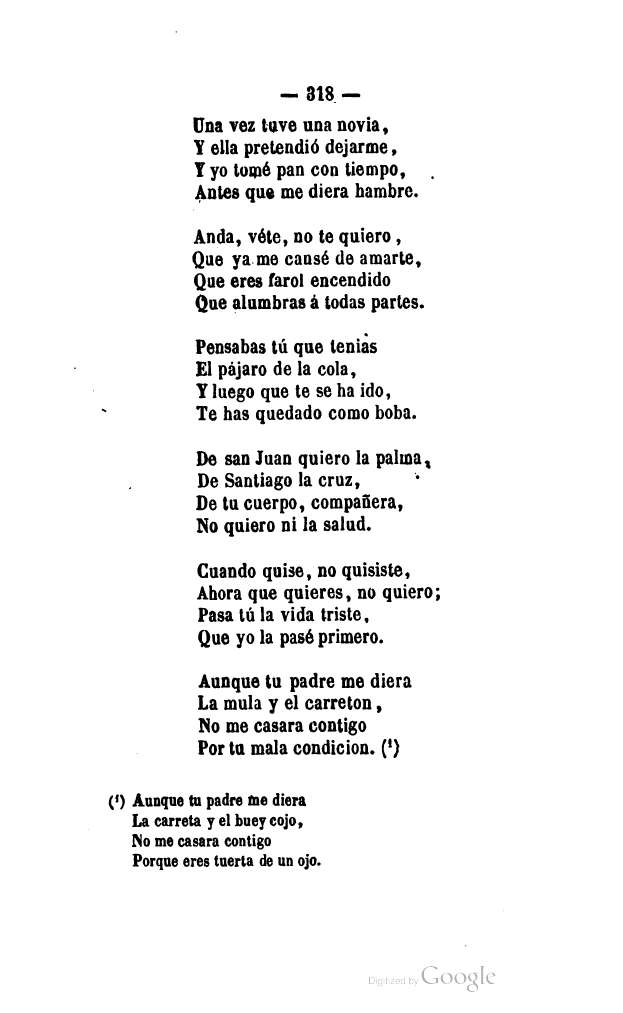 — 318 —
Una vez tuve una novia,
Y ella pretendió dejarme,
Y yo tomé pan con tiempo,
Antes que me diera hambre.
Anda, véte, no te quiero,
Que ya me cansé de amarte,
Que eres farol encendido
Que alumbras á todas partes.
Pensabas tú que tenias
El pájaro de la cola,
Y luego que te se ha ido,
Te has quedado como boba.
De san Juan quiero la palma,
De Santiago la cruz,
De tu cuerpo, compañera,
No quiero ni la salud.
Cuando quise, no quisiste,
Ahora que quieres, no quiero;
Pasa tú la vida triste,
Que yo la pasé primero.
Aunque tu padre me diera
La mula y el carreton,
No me casara contigo
Por tu mala condicion. (¹)
(¹) Aunque tu padre me diera
La carreta y el buey cojo,
No me casara contigo
Porque eres tuerta de un ojo.
Digitized by Google